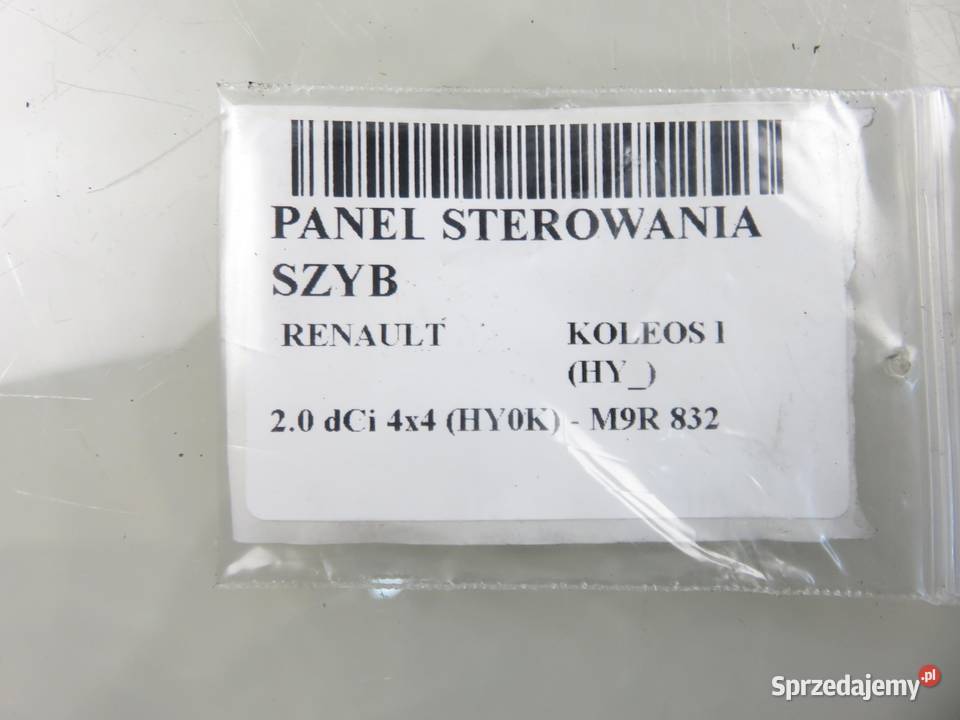 PANEL STEROWANIA
SZYB
RENAULT KOLEOS I
(HY_)
2.0 dCi 4x4 (HY0K) - M9R 832
Sprzedajemy.pl